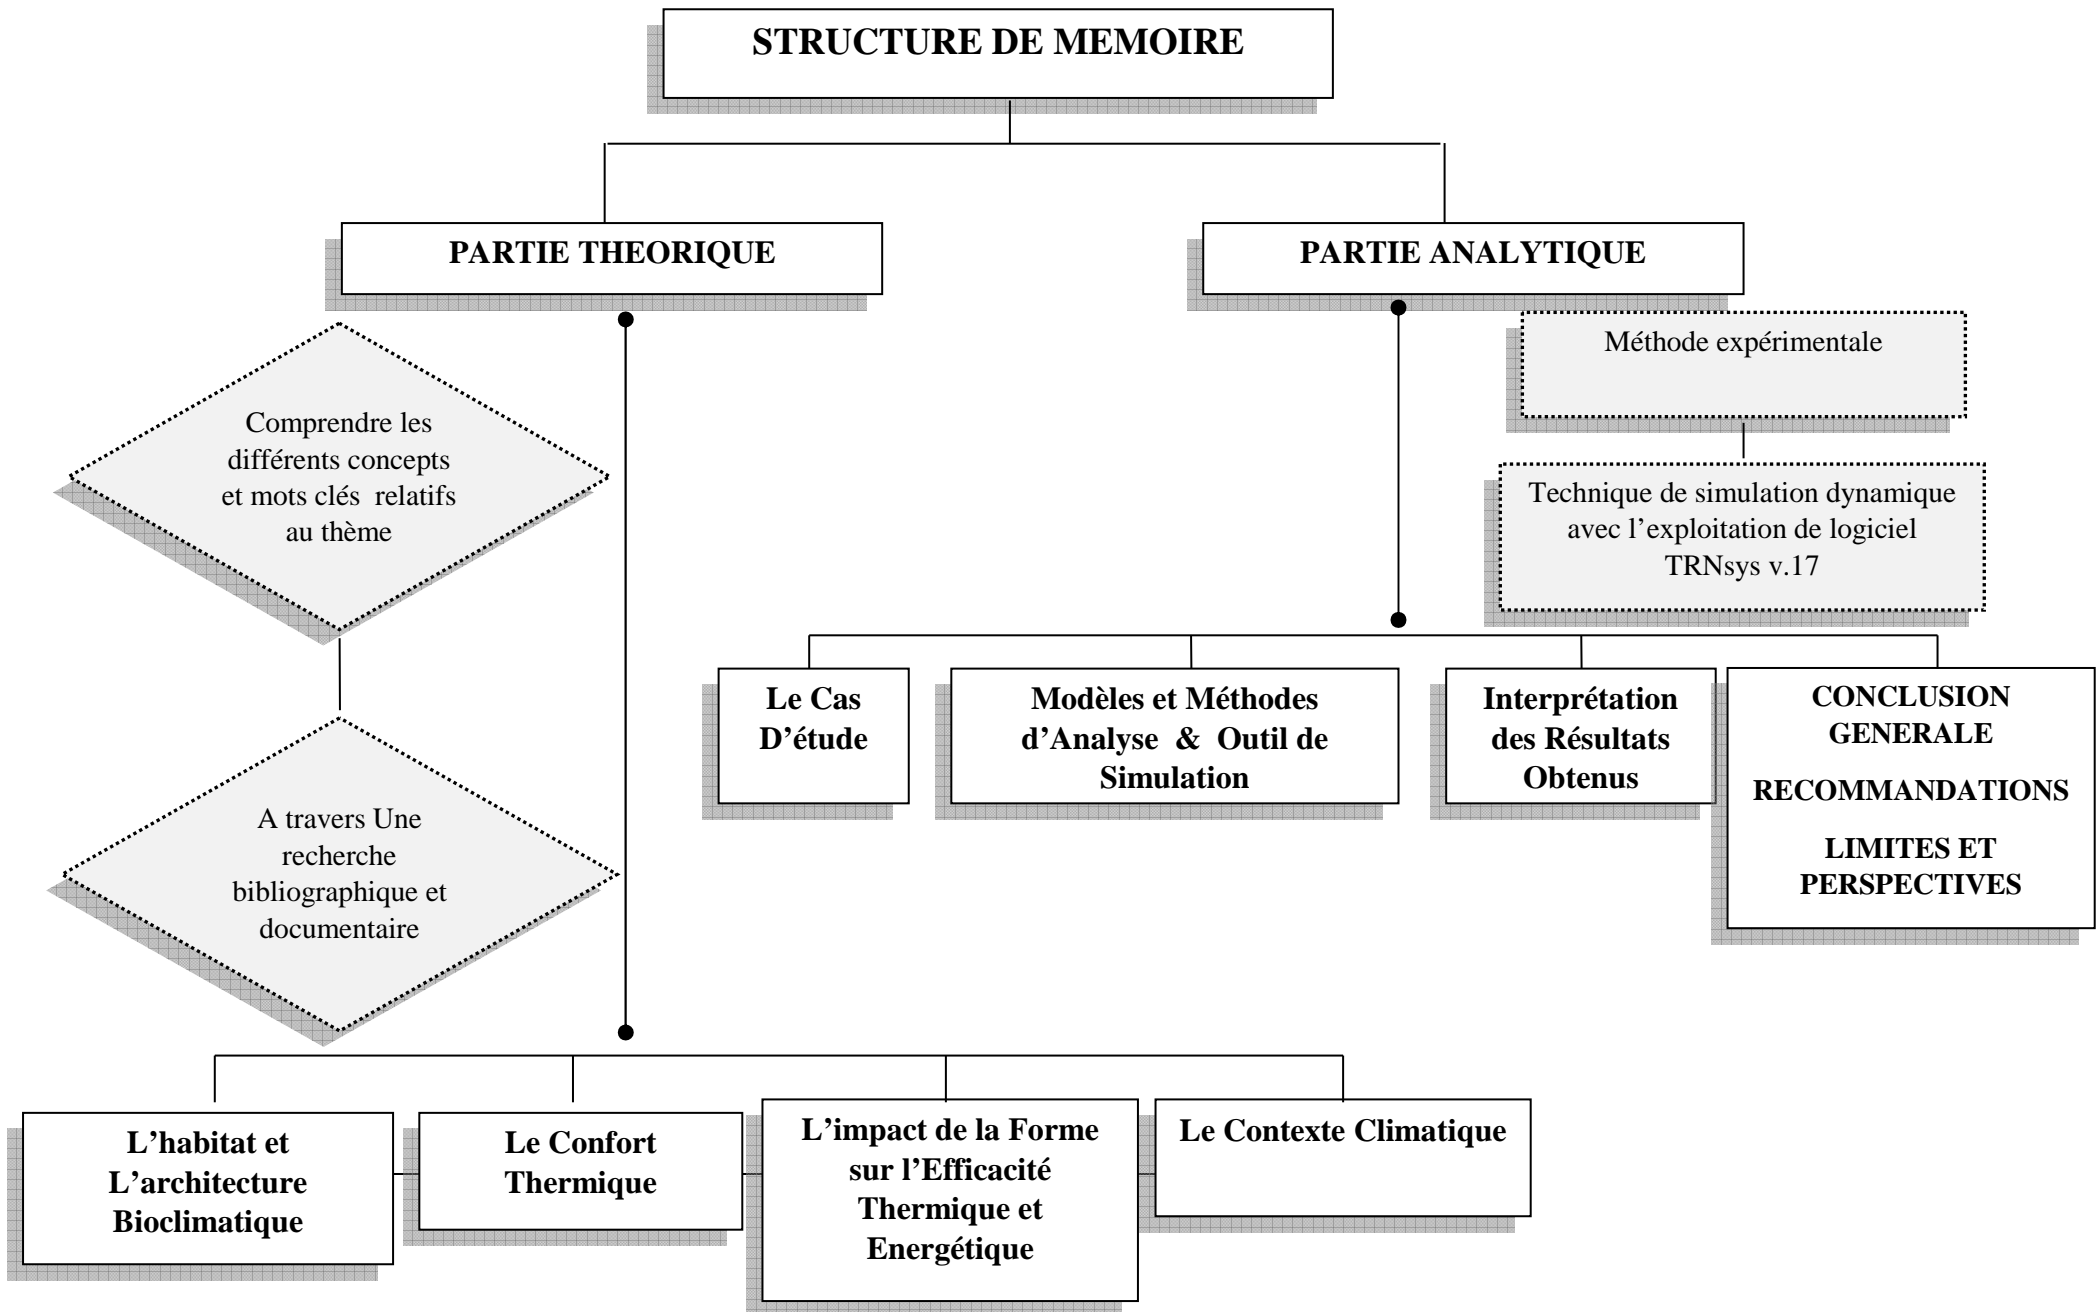 STRUCTURE DE MEMOIRE
PARTIE THEORIQUE
PARTIE ANALYTIQUE
Comprendre les
différents concepts
et mots clés relatifs
au thème
Méthode expérimentale
Technique de simulation dynamique
avec l’exploitation de logiciel
TRNsys v.17
A travers Une
recherche
bibliographique et
documentaire
Le Cas
D’étude
Modèles et Méthodes
d’Analyse & Outil de
Simulation
Interprétation
des Résultats
Obtenus
CONCLUSION
GENERALE
RECOMMANDATIONS
LIMITES ET
PERSPECTIVES
L’habitat et
L’architecture
Bioclimatique
Le Confort
Thermique
L’impact de la Forme
sur l’Efficacité
Thermique et
Energétique
Le Contexte Climatique